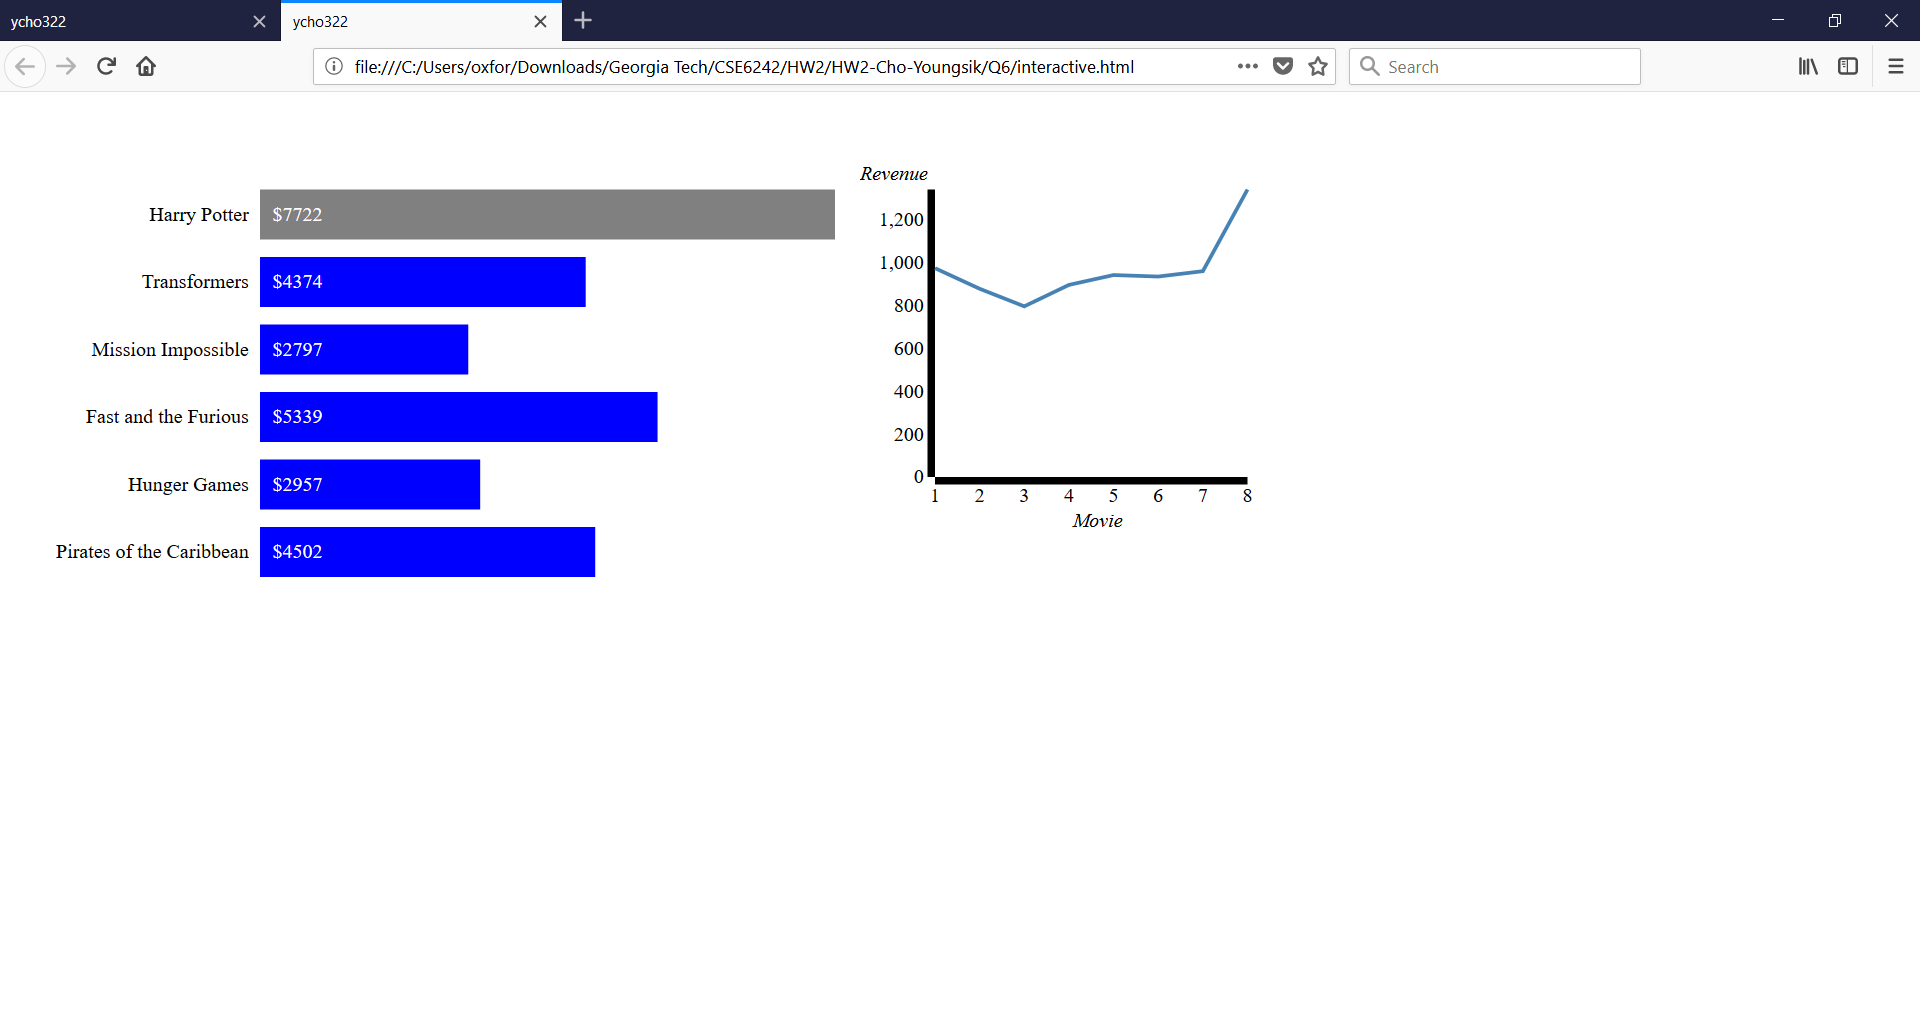 ycho322
ycho322
file:///C:/Users/oxfor/Downloads/Georgia Tech/CSE6242/HW2/HW2-Cho-Youngsik/Q6/interactive.html
Search
Harry Potter $7722
Transformers $4374
Mission Impossible $2797
Fast and the Furious $5339
Hunger Games $2957
Pirates of the Caribbean $4502
Revenue
1,200
1,000
800
600
400
200
0
1 2 3 4 5 6 7 8
Movie